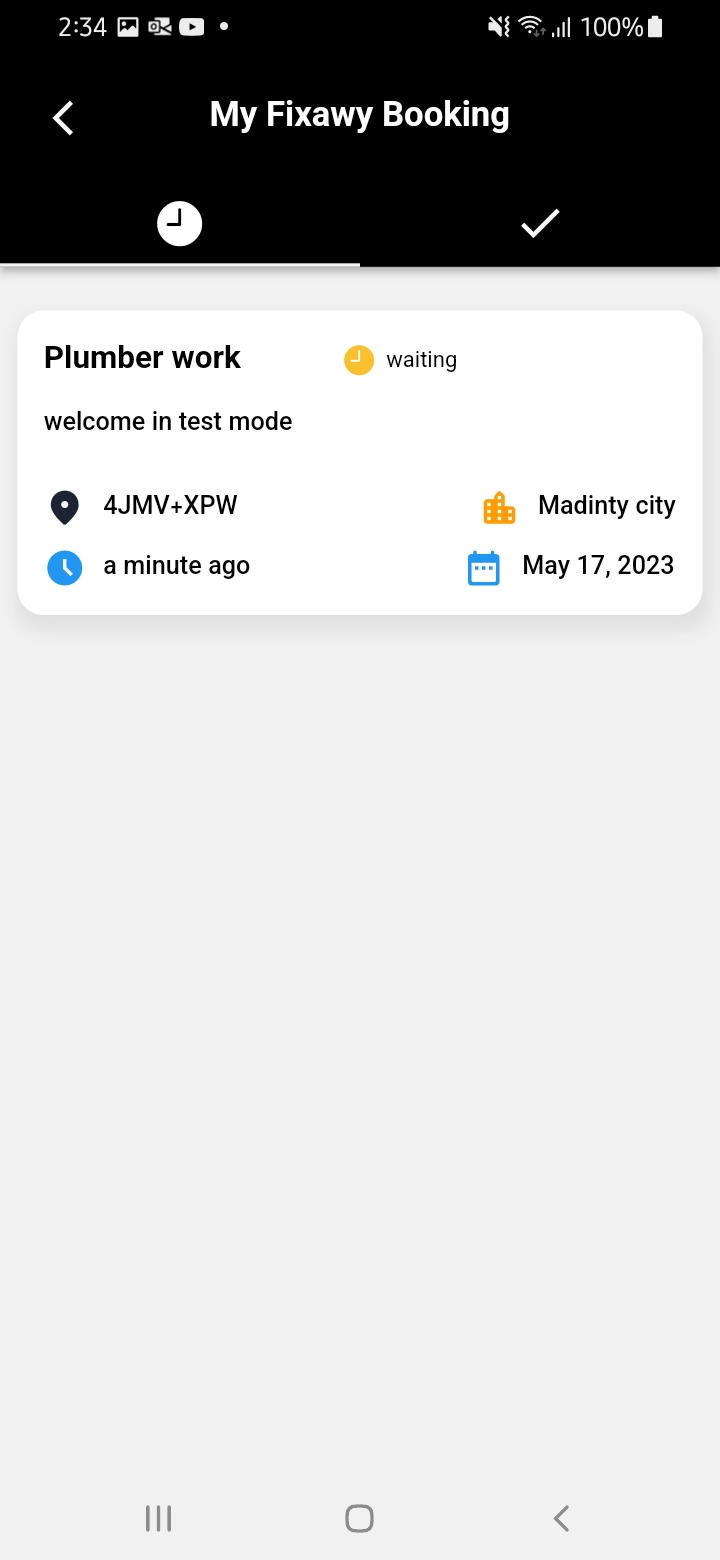 2:34 100%
My Fixawy Booking
Plumber work waiting
welcome in test mode
4JMV+XPW Madinty city
a minute ago May 17, 2023